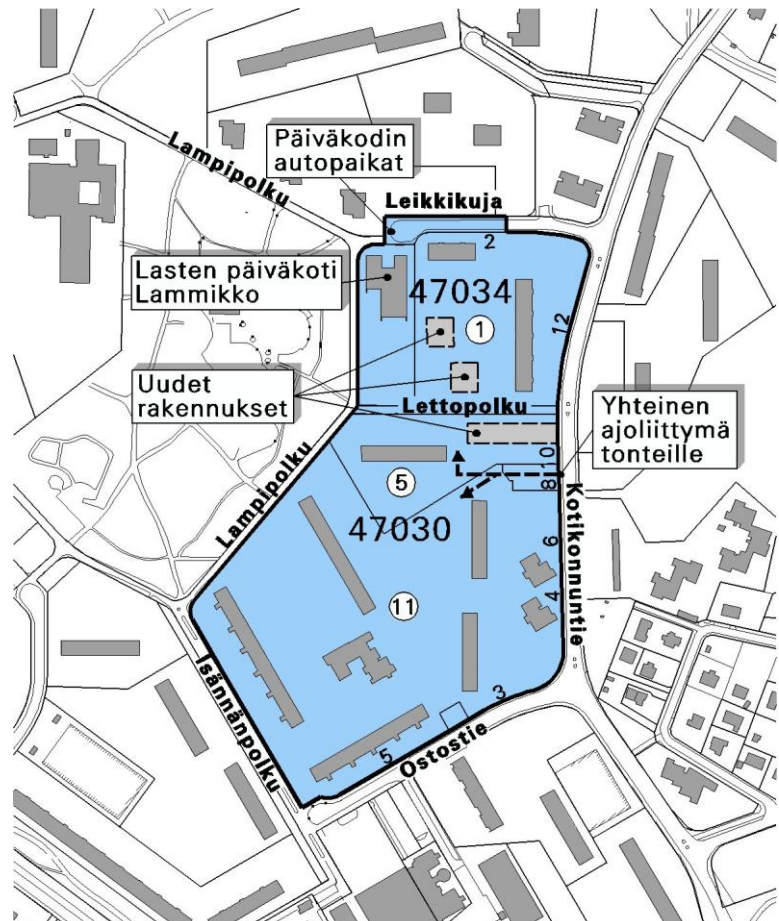 Lampipolku
Päiväkodin
autopaikat
Leikkikuja
2
Lasten päiväkoti
Lammikko
47034
1
12
Uudet
rakennukset
Lettopolku
Yhteinen
ajoliittymä
tonteille
10
8
5
Lampipolku
47030
6
4
Kotikonnuntie
11
Isännänpolku
3
5
Ostostie